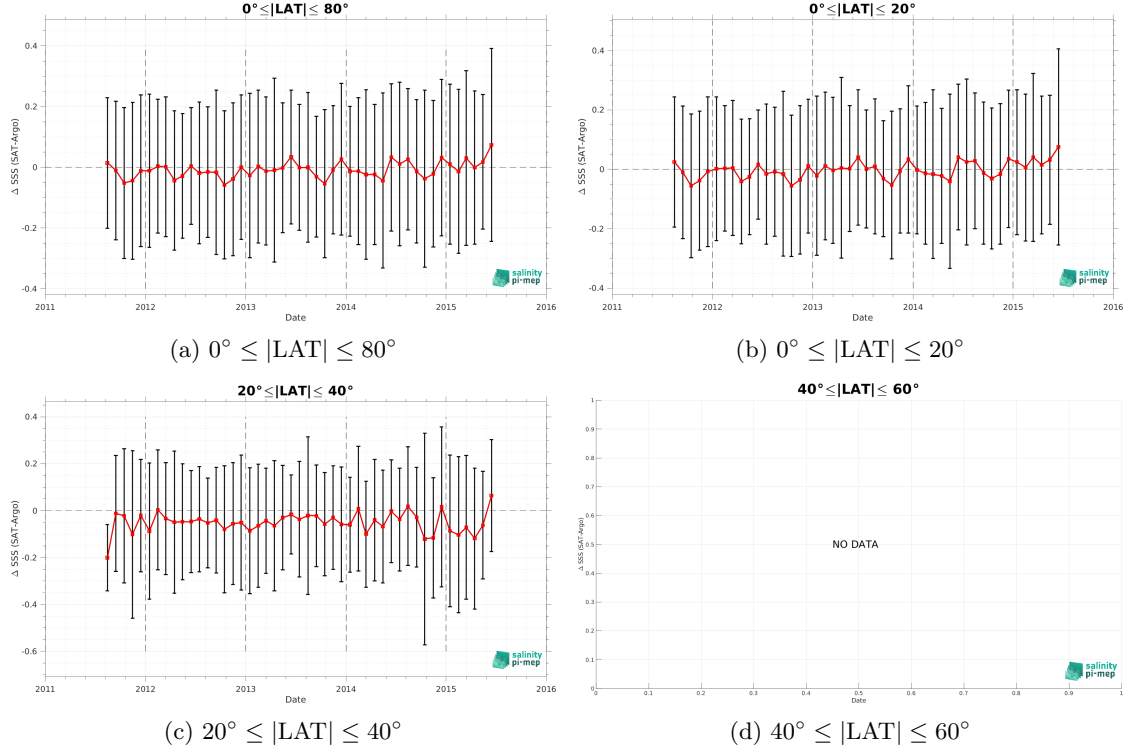 0°≤|LAT|≤ 80°
0.4
0.2
0
-0.2
-0.4
Δ SSS (SAT-Argo)
2011 2012 2013 2014 2015 2016
Date
salinity
pi-mep
(a) 0° ≤ |LAT| ≤ 80°
0°≤|LAT|≤ 20°
0.4
0.2
0
-0.2
-0.4
Δ SSS (SAT-Argo)
2011 2012 2013 2014 2015 2016
Date
salinity
pi-mep
(b) 0° ≤ |LAT| ≤ 20°
20°≤|LAT|≤ 40°
0.4
0.2
0
-0.2
-0.4
-0.6
Δ SSS (SAT-Argo)
2011 2012 2013 2014 2015 2016
Date
salinity
pi-mep
(c) 20° ≤ |LAT| ≤ 40°
40°≤|LAT|≤ 60°
1
0.9
0.8
0.7
0.6
0.5
0.4
0.3
0.2
0.1
0
Δ SSS (SAT-Argo)
NO DATA
0 0.1 0.2 0.3 0.4 0.5 0.6 0.7 0.8 0.9 1
Date
salinity
pi-mep
(d) 40° ≤ |LAT| ≤ 60°